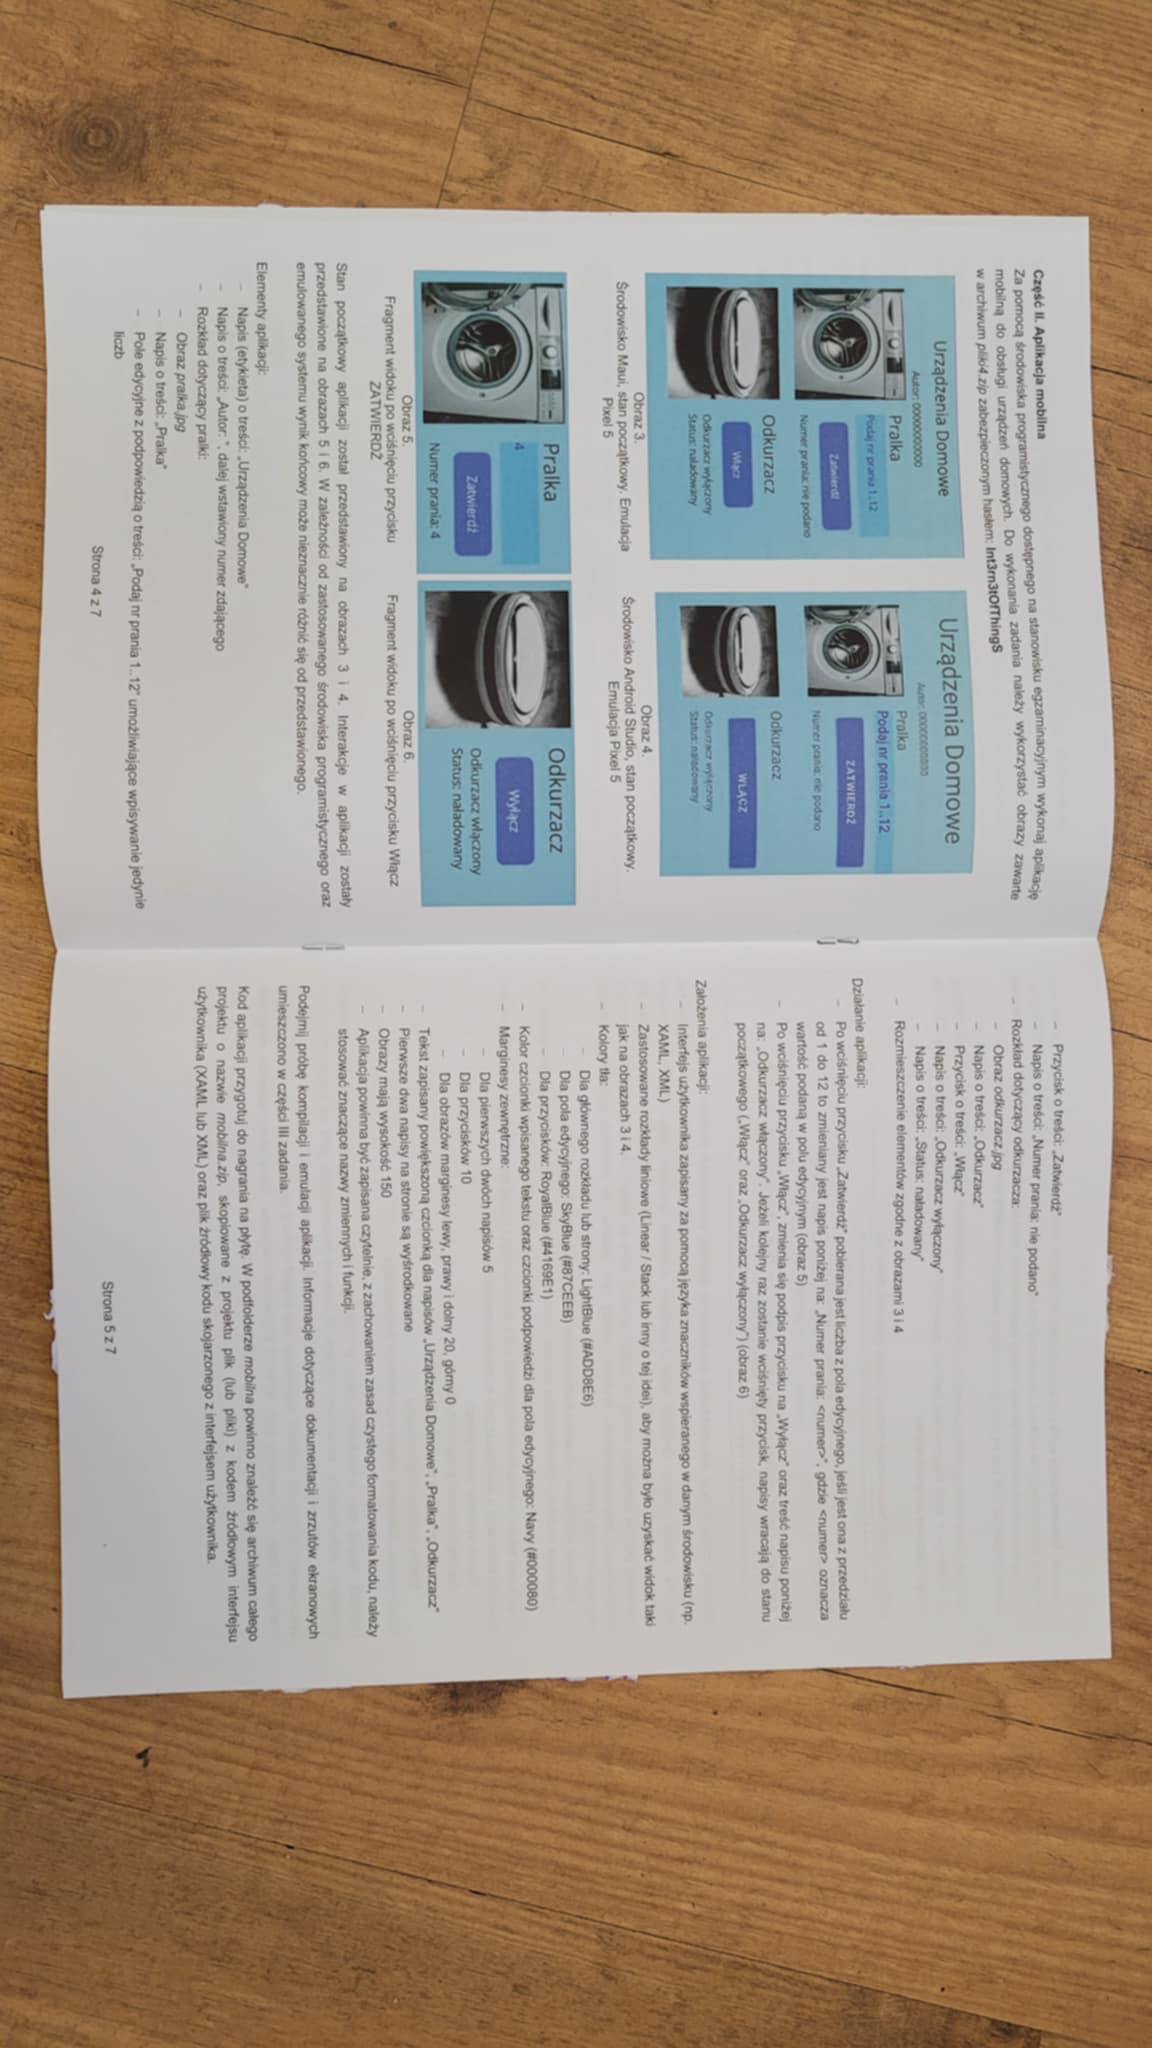 Część II. Aplikacja mobilna
Za pomocą środowiska programistycznego dostępnego na stanowisku egzaminacyjnym wykonaj aplikację
mobilną do obsługi urządzeń domowych. Do wykonania zadania należy wykorzystać obrazy zawarte
w archiwum pliki4.zip zabezpieczonym hasłem: Int3rn3tOfThingS
Urządzenia Domowe
Autor: 00000000000
Pralka
Podaj nr prania 1..12
Zatwierdź
Numer prania: nie podano
Odkurzacz
Włącz
Odkurzacz wyłączony
Status: naładowany
Obraz 3.
Środowisko Maui, stan początkowy. Emulacja
Pixel 5
Urządzenia Domowe
Autor: 00000000000
Pralka
Podaj nr prania 1..12
ZATWIERDŹ
Numer prania: nie podano
Odkurzacz
WŁĄCZ
Odkurzacz wyłączony
Status: naładowany
Obraz 4.
Środowisko Android Studio, stan początkowy.
Emulacja Pixel 5
Pralka
4
Zatwierdź
Numer prania: 4
Obraz 5.
Fragment widoku po wciśnięciu przycisku
ZATWIERDŹ
Odkurzacz
Wyłącz
Odkurzacz włączony
Status: naładowany
Obraz 6.
Fragment widoku po wciśnięciu przycisku Włącz
Stan początkowy aplikacji został przedstawiony na obrazach 3 i 4. Interakcje w aplikacji zostały
przedstawione na obrazach 5 i 6. W zależności od zastosowanego środowiska programistycznego oraz
emulowanego systemu wynik końcowy może nieznacznie różnić się od przedstawionego.
Elementy aplikacji:
– Napis (etykieta) o treści: „Urządzenia Domowe”
– Napis o treści: „Autor: ”, dalej wstawiony numer zdającego
– Rozkład dotyczący pralki:
– Obraz pralka.jpg
– Napis o treści: „Pralka”
– Pole edycyjne z podpowiedzią o treści: „Podaj nr prania 1..12” umożliwiające wpisywanie jedynie
liczb
Strona 4 z 7
– Przycisk o treści: „Zatwierdź”
– Napis o treści: „Numer prania: nie podano”
– Rozkład dotyczący odkurzacza:
– Obraz odkurzacz.jpg
– Napis o treści: „Odkurzacz”
– Przycisk o treści: „Włącz”
– Napis o treści: „Odkurzacz wyłączony”
– Napis o treści: „Status: naładowany”
– Rozmieszczenie elementów zgodne z obrazami 3 i 4
Działanie aplikacji:
– Po wciśnięciu przycisku „Zatwierdź” pobierana jest liczba z pola edycyjnego, jeśli jest ona z przedziału
od 1 do 12 to zmieniany jest napis poniżej na: „Numer prania: <numer>”, gdzie <numer> oznacza
wartość podaną w polu edycyjnym (obraz 5)
– Po wciśnięciu przycisku „Włącz”, zmienia się podpis przycisku na „Wyłącz” oraz treść napisu poniżej
na: „Odkurzacz włączony”. Jeżeli kolejny raz zostanie wciśnięty przycisk, napisy wracają do stanu
początkowego („Włącz” oraz „Odkurzacz wyłączony”) (obraz 6)
Założenia aplikacji:
– Interfejs użytkownika zapisany za pomocą języka znaczników wspieranego w danym środowisku (np.
XAML, XML)
– Zastosowane rozkłady liniowe (Linear / Stack lub inny o tej idei), aby można było uzyskać widok taki
jak na obrazach 3 i 4.
– Kolory tła:
– Dla głównego rozkładu lub strony: LightBlue (#ADD8E6)
– Dla pola edycyjnego: SkyBlue (#87CEEB)
– Dla przycisków: RoyalBlue (#4169E1)
– Kolor czcionki wpisanego tekstu oraz czcionki podpowiedzi dla pola edycyjnego: Navy (#000080)
– Marginesy zewnętrzne:
– Dla pierwszych dwóch napisów 5
– Dla przycisków 10
– Dla obrazów marginesy lewy, prawy i dolny 20, górny 0
– Tekst zapisany powiększoną czcionką dla napisów „Urządzenia Domowe”, „Pralka”, „Odkurzacz”
– Pierwsze dwa napisy na stronie są wyśrodkowane
– Obrazy mają wysokość 150
– Aplikacja powinna być zapisana czytelnie, z zachowaniem zasad czystego formatowania kodu, należy
stosować znaczące nazwy zmiennych i funkcji.
Podejmij próbę kompilacji i emulacji aplikacji. Informacje dotyczące dokumentacji i zrzutów ekranowych
umieszczono w części III zadania.
Kod aplikacji przygotuj do nagrania na płytę. W podfolderze mobilna powinno znaleźć się archiwum całego
projektu o nazwie mobilna.zip, skopiowane z projektu plik (lub pliki) z kodem źródłowym interfejsu
użytkownika (XAML lub XML) oraz plik źródłowy kodu skojarzonego z interfejsem użytkownika.
Strona 5 z 7